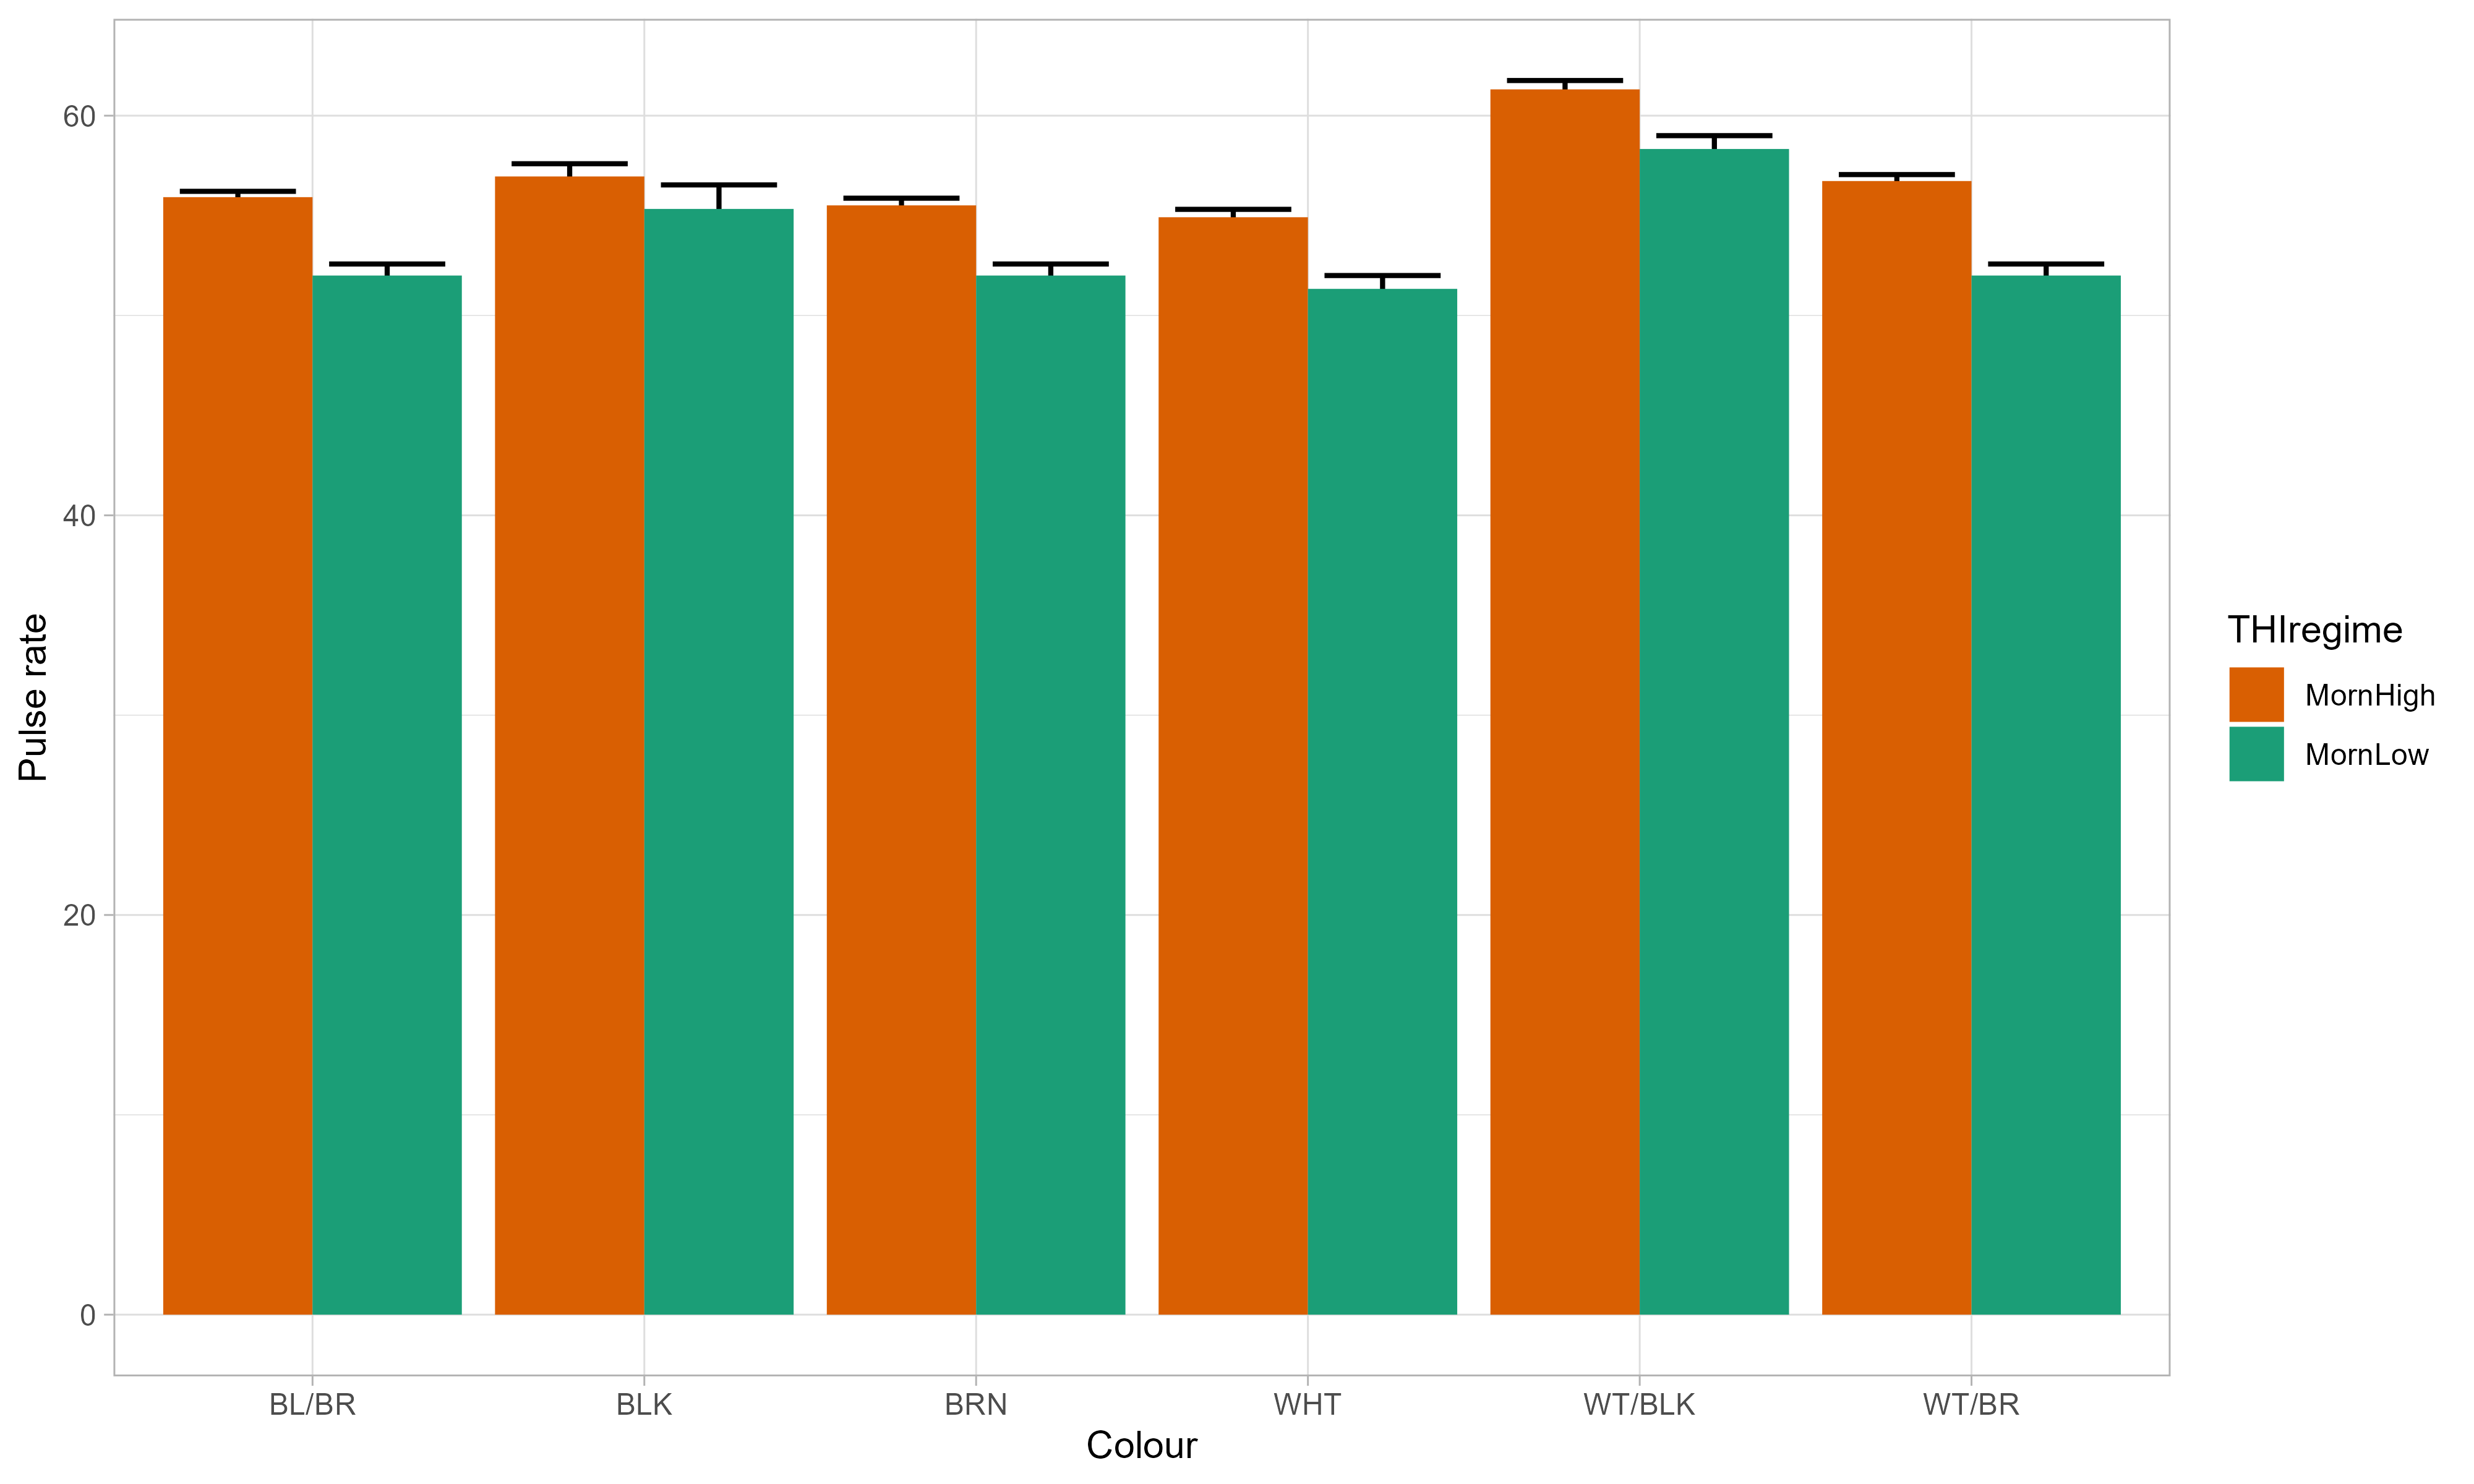 60
40
20
0
Pulse rate
BL/BR
BLK
BRN
WHT
WT/BLK
WT/BR
Colour
THIregime
MornHigh
MornLow